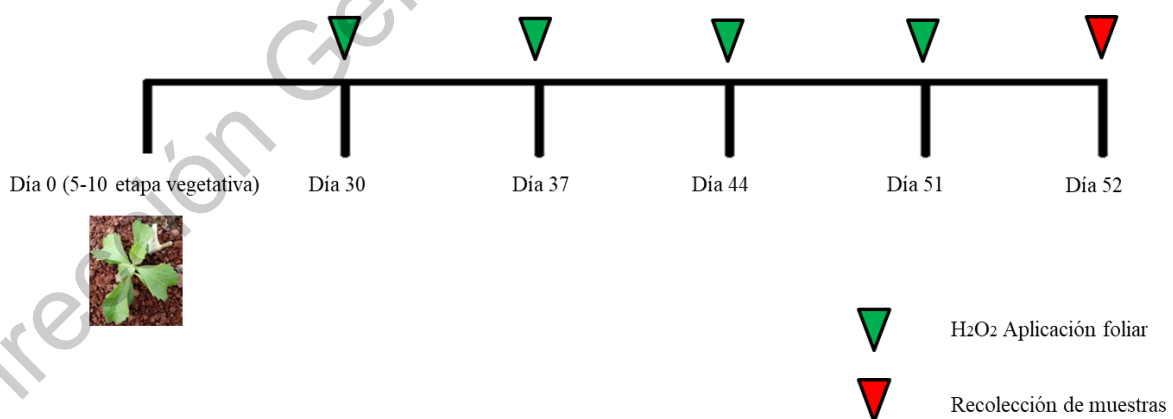 Día 0 (5-10 etapa vegetativa)
Día 30
Día 37
Día 44
Día 51
Día 52
H2O2 Aplicación foliar
Recolección de muestras